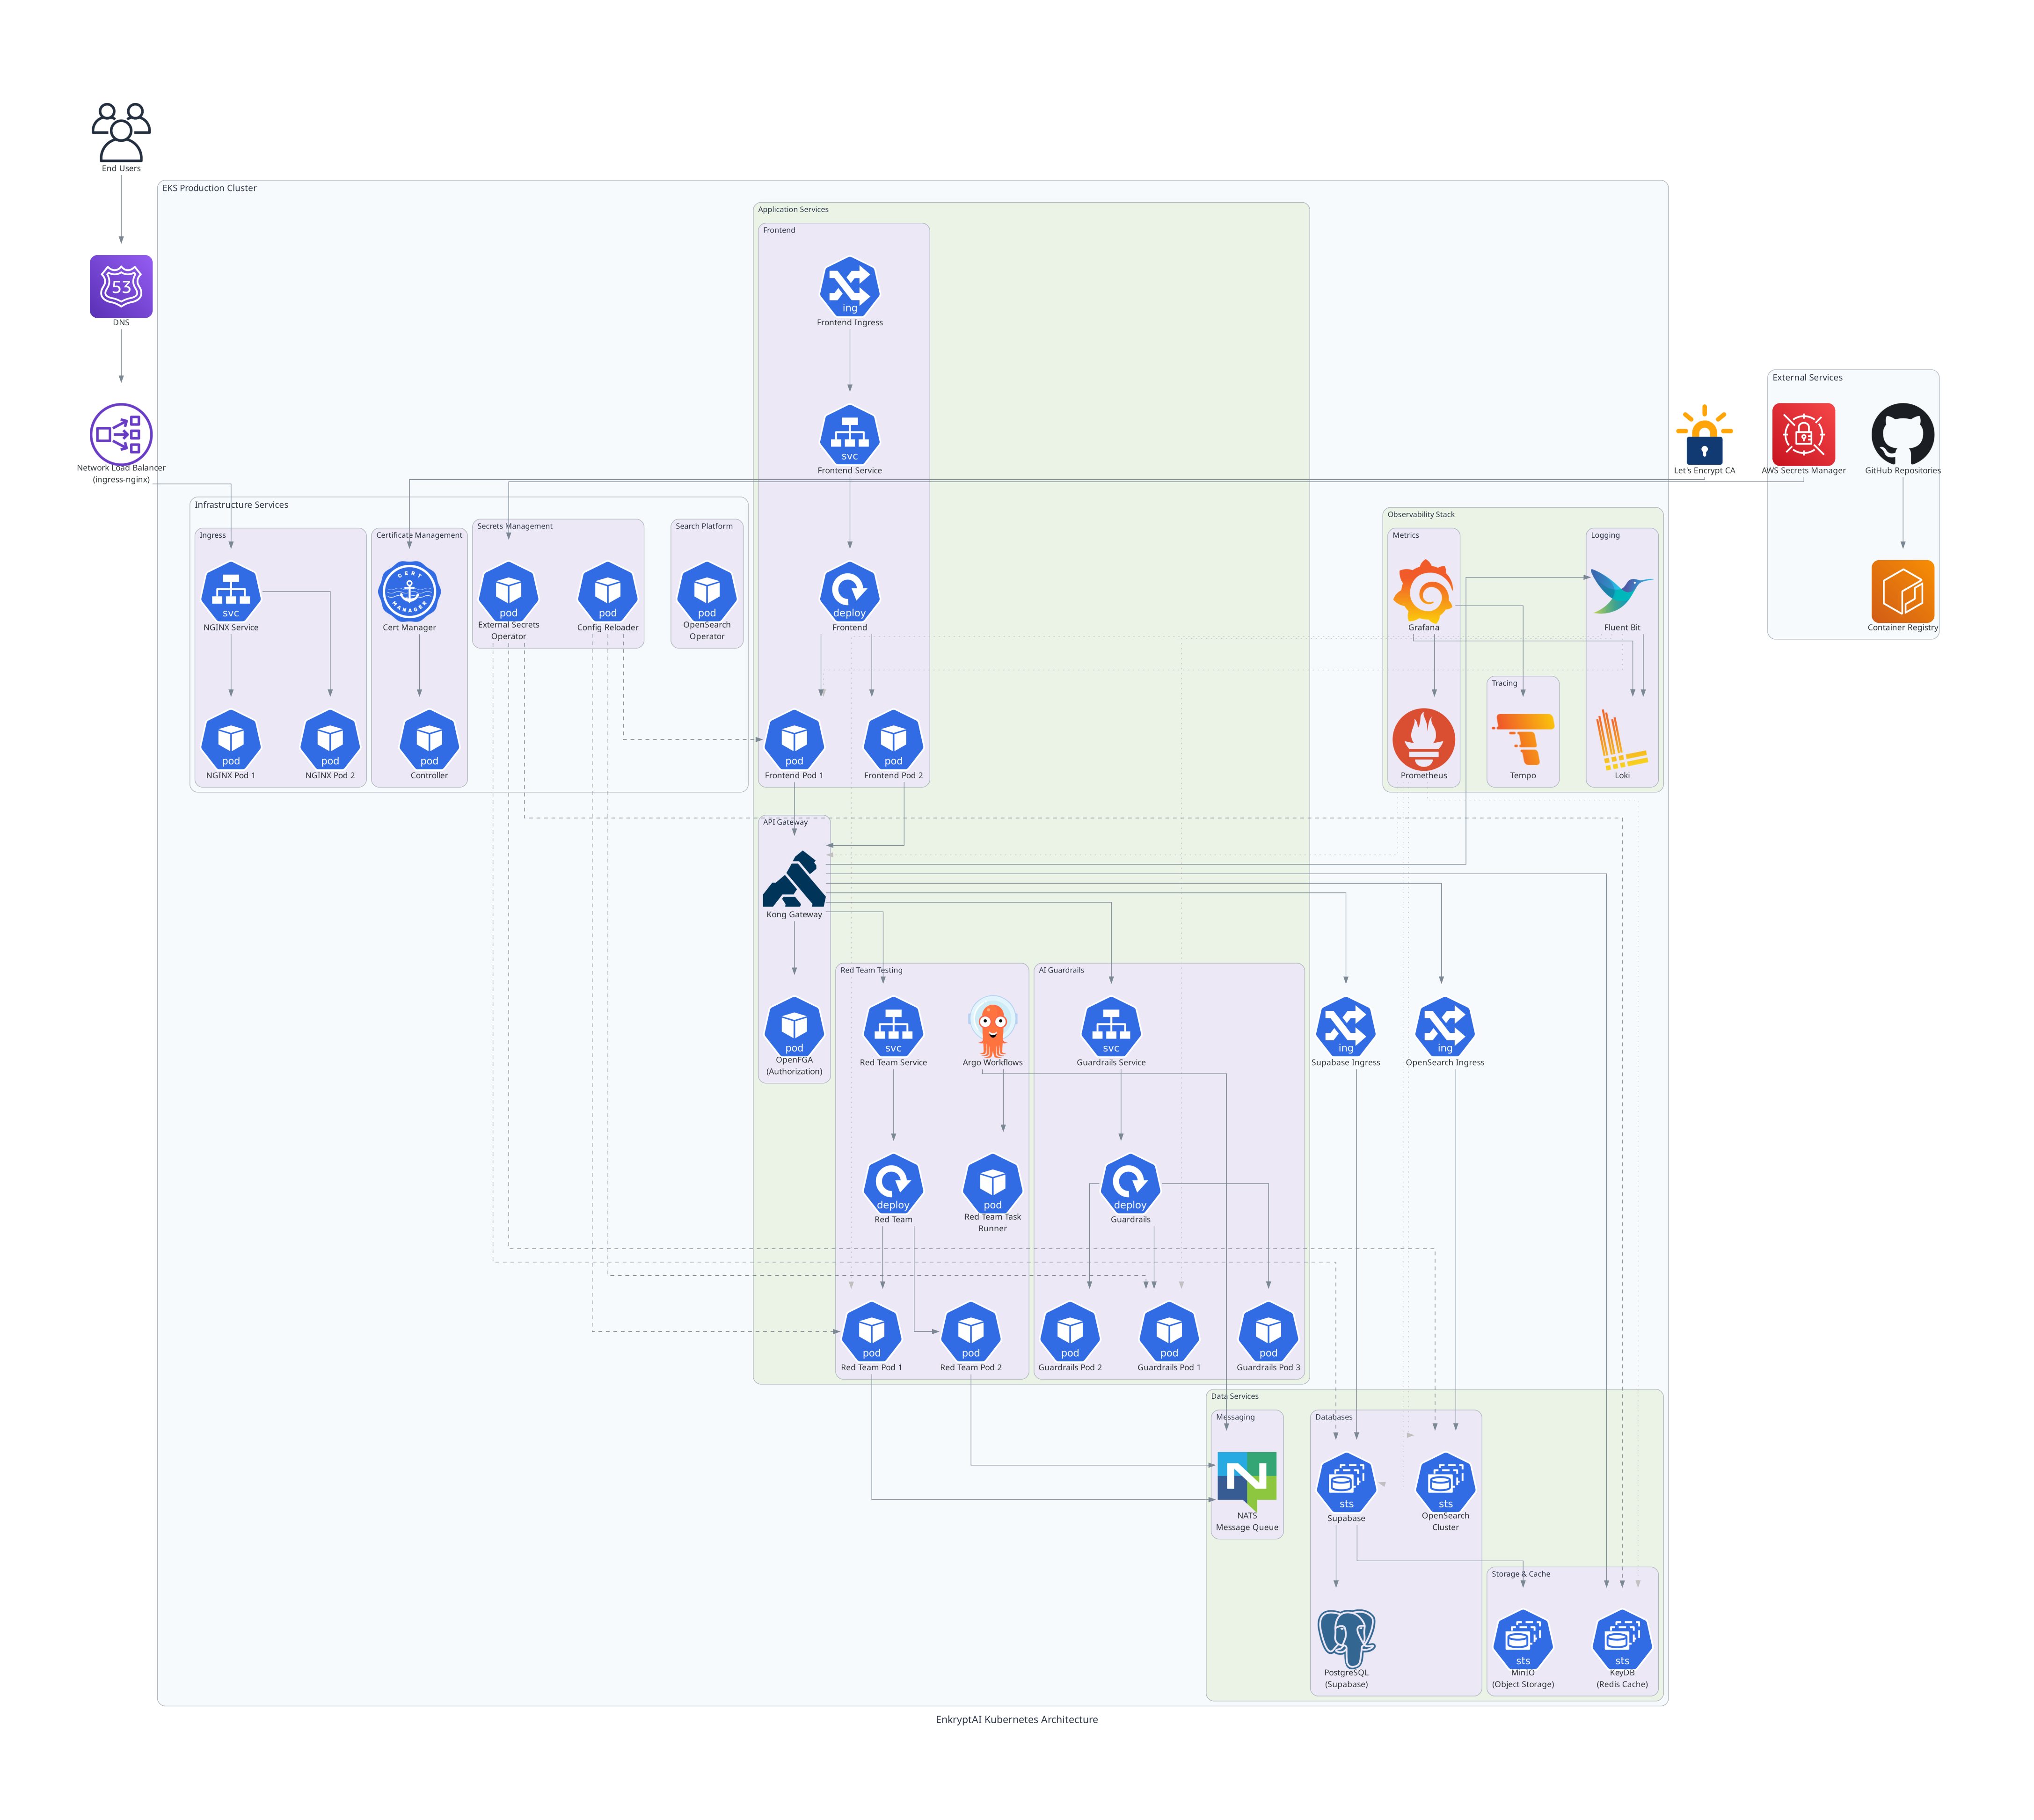 End Users
EKS Production Cluster
Application Services
Frontend
ing
Frontend Ingress
53
DNS
External Services
svc
Frontend Service
Network Load Balancer
(ingress-nginx)
Let's Encrypt CA
AWS Secrets Manager
GitHub Repositories
Infrastructure Services
Observability Stack
Ingress
Certificate Management
Secrets Management
Search Platform
Metrics
Logging
svc
NGINX Service
CERT
MANAGER
Cert Manager
pod
External Secrets
Operator
pod
Config Reloader
pod
OpenSearch
Operator
deploy
Frontend
Grafana
Fluent Bit
Container Registry
Tracing
pod
NGINX Pod 1
pod
NGINX Pod 2
pod
Controller
pod
Frontend Pod 1
pod
Frontend Pod 2
Prometheus
Tempo
Loki
API Gateway
Kong Gateway
Red Team Testing
AI Guardrails
pod
OpenFGA
(Authorization)
svc
Red Team Service
Argo Workflows
svc
Guardrails Service
ing
Supabase Ingress
ing
OpenSearch Ingress
deploy
Red Team
pod
Red Team Task
Runner
deploy
Guardrails
pod
Red Team Pod 1
pod
Red Team Pod 2
pod
Guardrails Pod 2
pod
Guardrails Pod 1
pod
Guardrails Pod 3
Data Services
Messaging
Databases
N
NATS
Message Queue
sts
Supabase
sts
OpenSearch
Cluster
Storage & Cache
PostgreSQL
(Supabase)
sts
MinIO
(Object Storage)
sts
KeyDB
(Redis Cache)
EnkryptAI Kubernetes Architecture